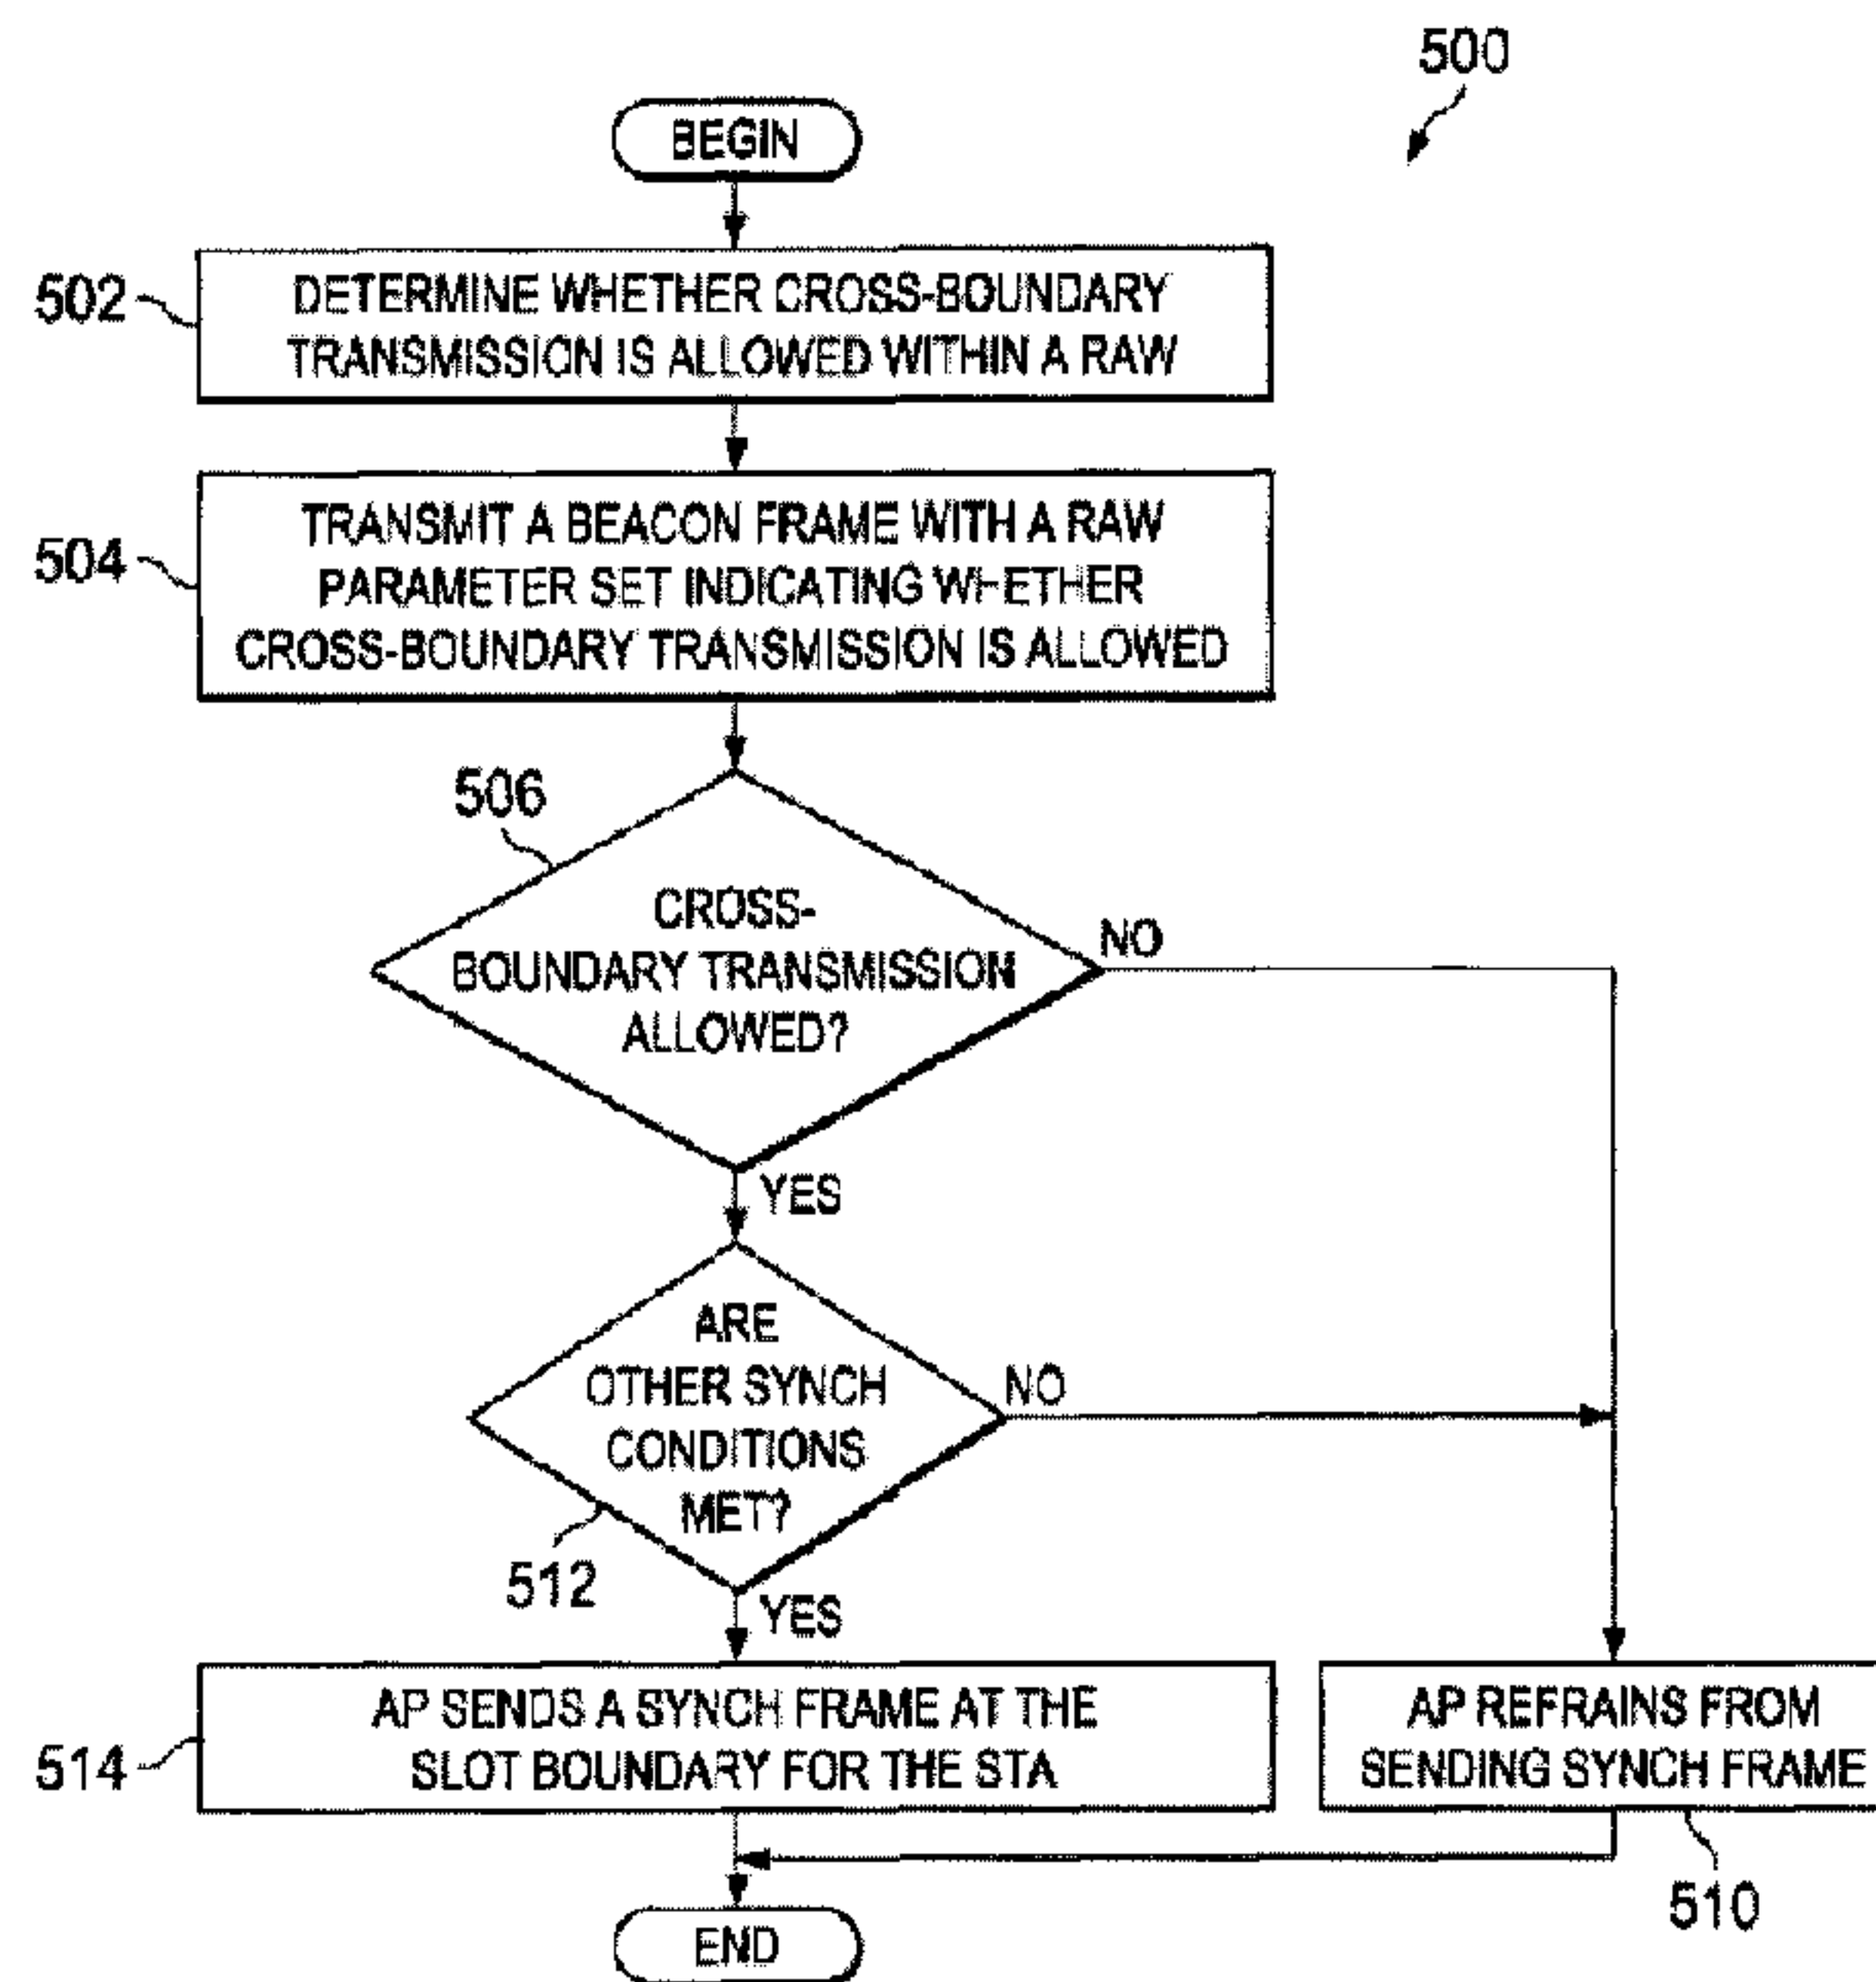 500
BEGIN
502
DETERMINE WHETHER CROSS-BOUNDARY
TRANSMISSION IS ALLOWED WITHIN A RAW
504
TRANSMIT A BEACON FRAME WITH A RAW
PARAMETER SET INDICATING WHETHER
CROSS-BOUNDARY TRANSMISSION IS ALLOWED
506
CROSS-
BOUNDARY TRANSMISSION
ALLOWED?
NO
YES
ARE
OTHER SYNCH
CONDITIONS
MET?
NO
512
YES
514
AP SENDS A SYNCH FRAME AT THE
SLOT BOUNDARY FOR THE STA
AP REFRAINS FROM
SENDING SYNCH FRAME
510
END